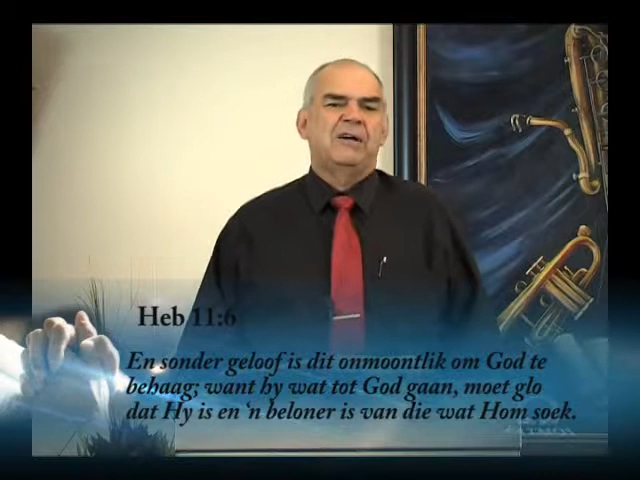 Heb 11:6
En sonder geloof is dit onmoontlik om God te
behaag; want hy wat tot God gaan, moet glo
dat Hy is en 'n beloner is van die wat Hom soek.